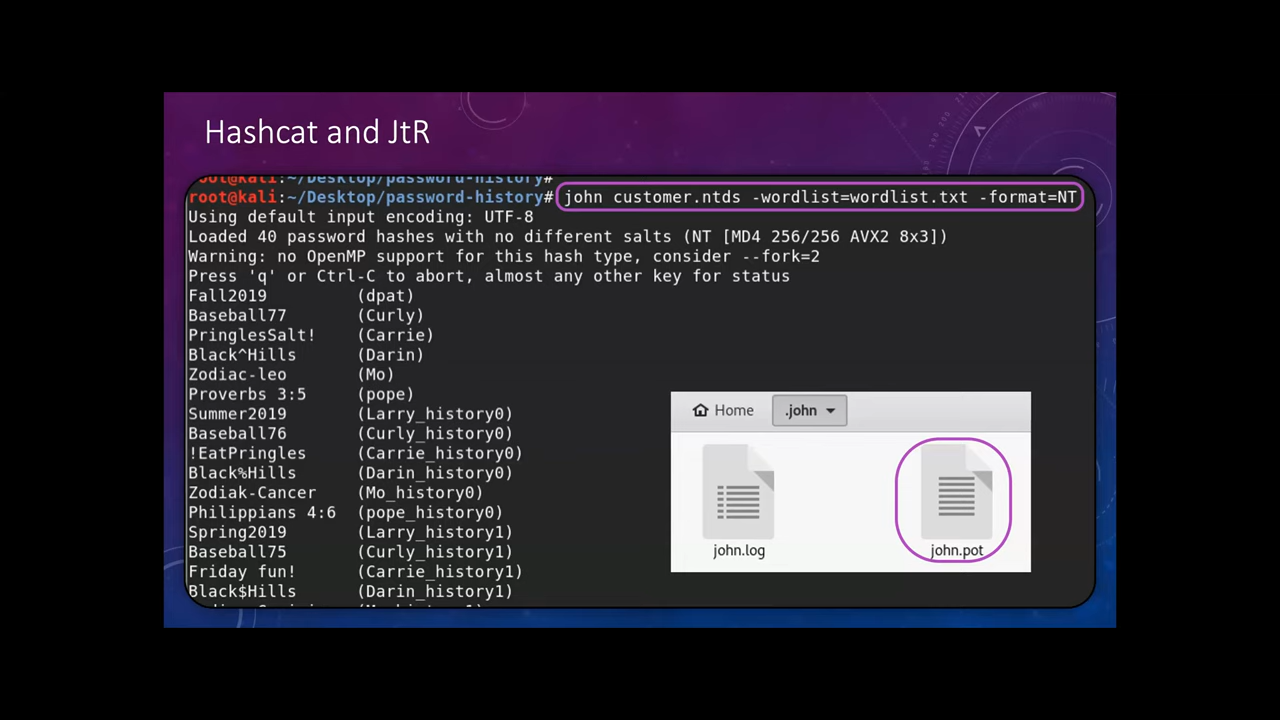 Hashcat and JtR
root@kali:~/Desktop/password-history#
root@kali:~/Desktop/password-history# john customer.ntds -wordlist=wordlist.txt -format=NT
Using default input encoding: UTF-8
Loaded 40 password hashes with no different salts (NT [MD4 256/256 AVX2 8x3])
Warning: no OpenMP support for this hash type, consider --fork=2
Press 'q' or Ctrl-C to abort, almost any other key for status
Fall2019 (dpat)
Baseball77 (Curly)
PringlesSalt! (Carrie)
Black^Hills (Darin)
Zodiac-leo (Mo)
Proverbs 3:5 (pope)
Summer2019 (Larry_history0)
Baseball76 (Curly_history0)
!EatPringles (Carrie_history0)
Black%Hills (Darin_history0)
Zodiak-Cancer (Mo_history0)
Philippians 4:6 (pope_history0)
Spring2019 (Larry_history1)
Baseball75 (Curly_history1)
Friday fun! (Carrie_history1)
Black$Hills (Darin_history1)
Home .john
john.log john.pot